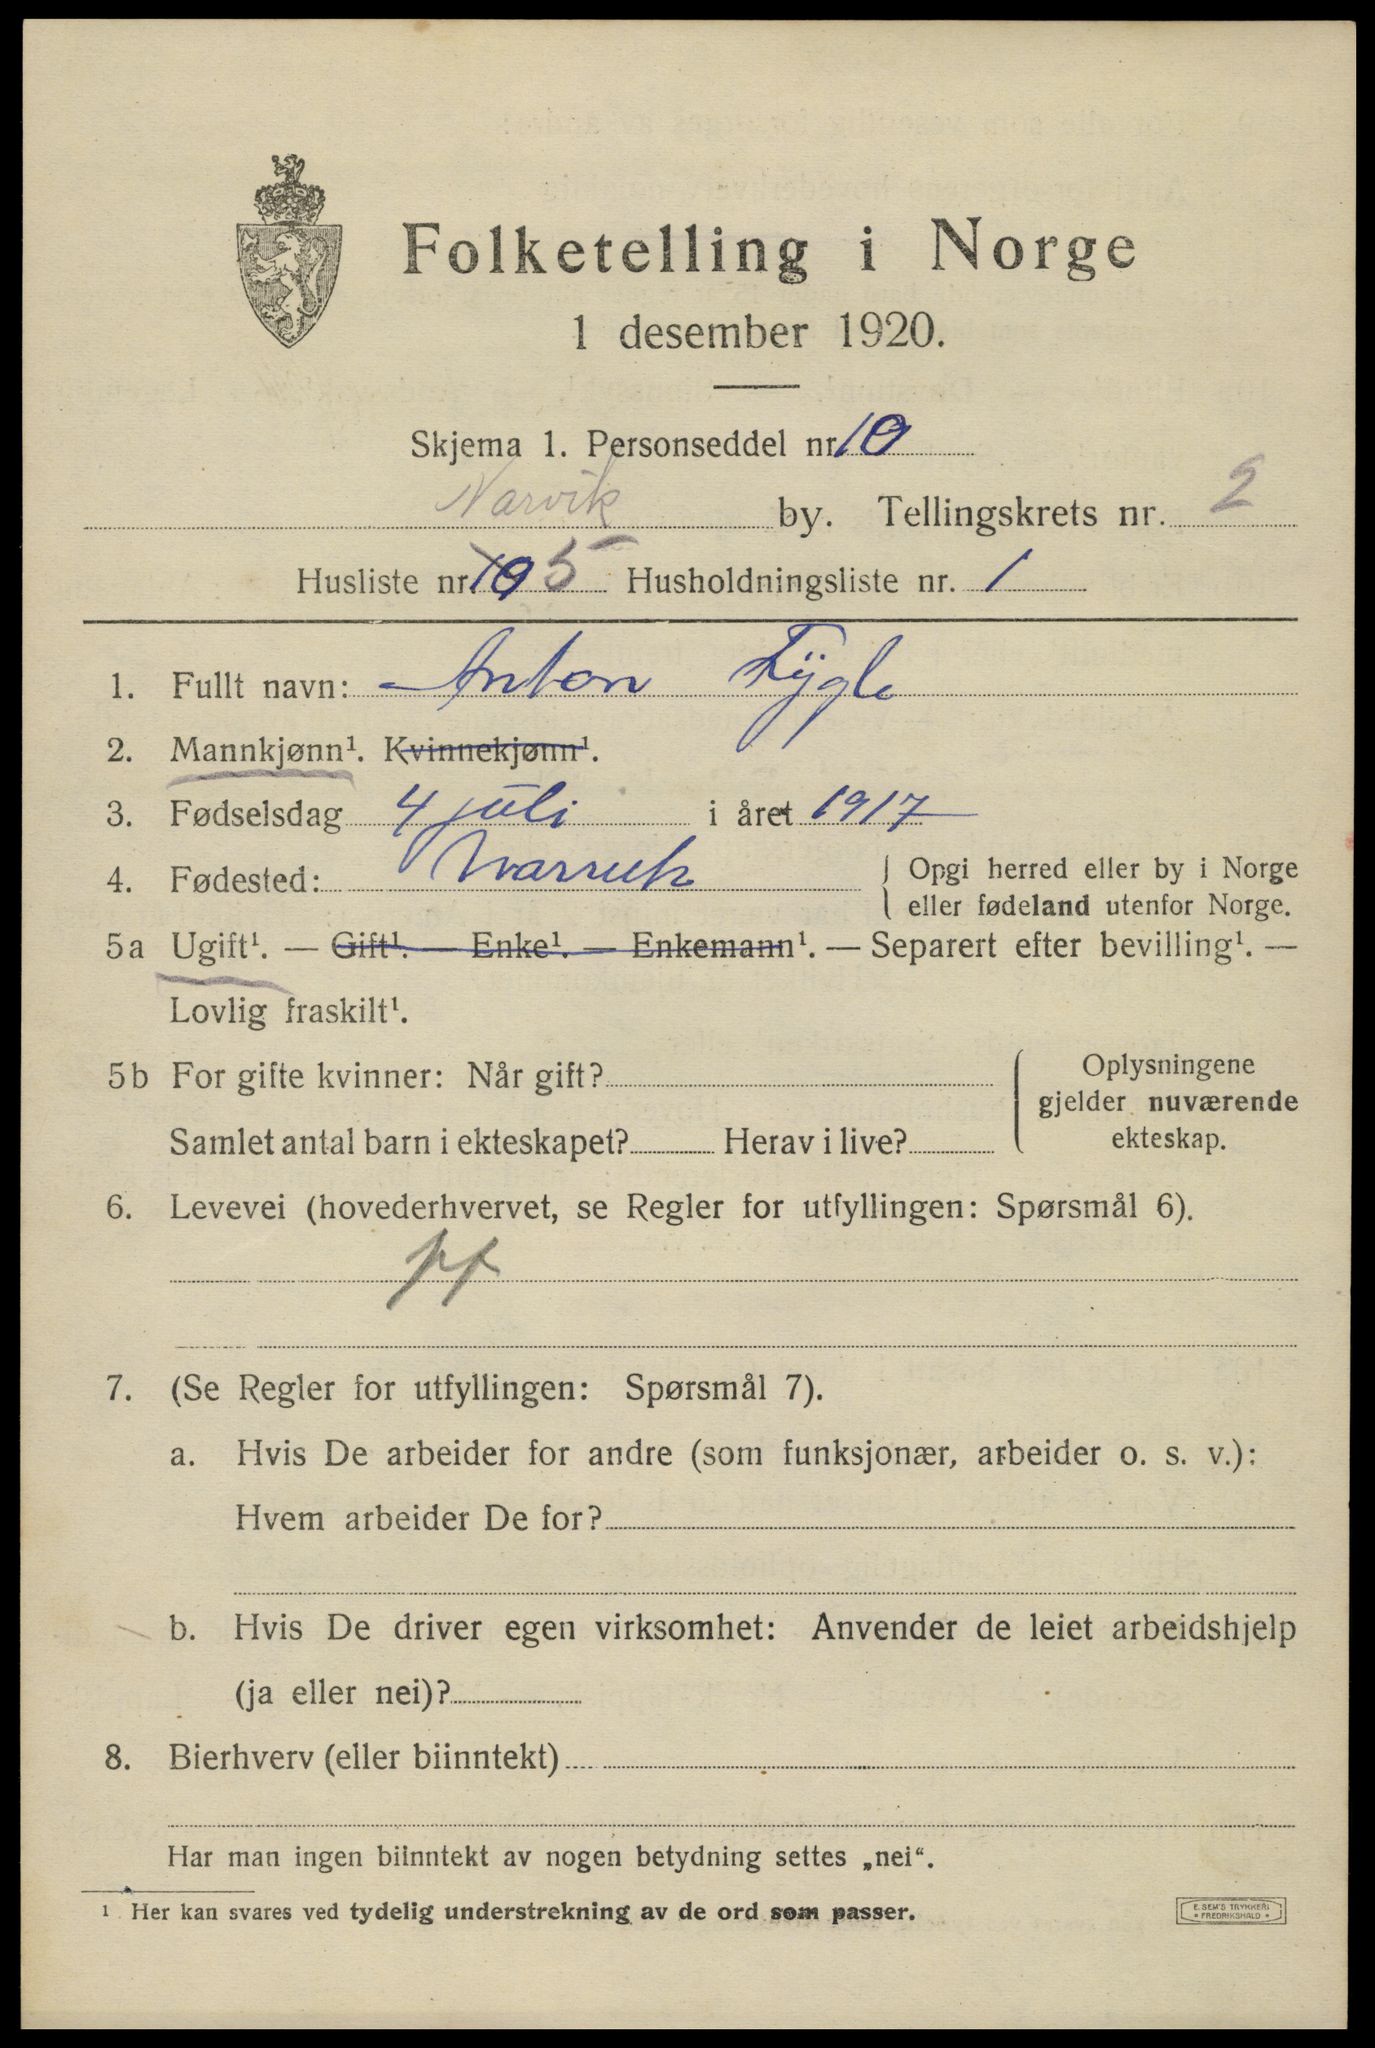 Folketelling i Norge
1 desember 1920.
Skjema 1. Personseddel nr. 10
Narvik by. Tellingskrets nr. 2
Husliste nr. 10 5 Husholdningsliste nr. 1
1. Fullt navn: Anton Fygle
2. Mannkjønn¹. Kvinnekjønn¹.
3. Fødselsdag 4 juli i året 1917
4. Fødested: Narvik { Opgi herred eller by i Norge
eller fødeland utenfor Norge.
5a Ugift¹. — Gift¹. — Enke¹. — Enkemann¹. — Separert efter bevilling¹. —
Lovlig fraskilt¹.
5b For gifte kvinner: Når gift? { Oplysningene
gjelder nuværende
Samlet antal barn i ekteskapet? Herav i live? ekteskap.
6. Levevei (hovederhvervet, se Regler for utfyllingen: Spørsmål 6).
7. (Se Regler for utfyllingen: Spørsmål 7).
a. Hvis De arbeider for andre (som funksjonær, arbeider o. s. v.):
Hvem arbeider De for?
b. Hvis De driver egen virksomhet: Anvender de leiet arbeidshjelp
(ja eller nei)?
8. Bierhverv (eller biinntekt)
Har man ingen biinntekt av nogen betydning settes „nei“.
¹ Her kan svares ved tydelig understrekning av de ord som passer.
E. SEM'S TRYKKERI
• FREDRIKSHALD •